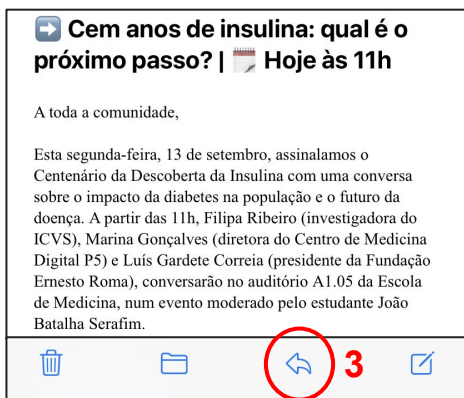 ➡️ Cem anos de insulina: qual é o
próximo passo? | 🗓️ Hoje às 11h
A toda a comunidade,
Esta segunda-feira, 13 de setembro, assinalamos o
Centenário da Descoberta da Insulina com uma conversa
sobre o impacto da diabetes na população e o futuro da
doença. A partir das 11h, Filipa Ribeiro (investigadora do
ICVS), Marina Gonçalves (diretora do Centro de Medicina
Digital P5) e Luís Gardete Correia (presidente da Fundação
Ernesto Roma), conversarão no auditório A1.05 da Escola
de Medicina, num evento moderado pelo estudante João
Batalha Serafim.
3